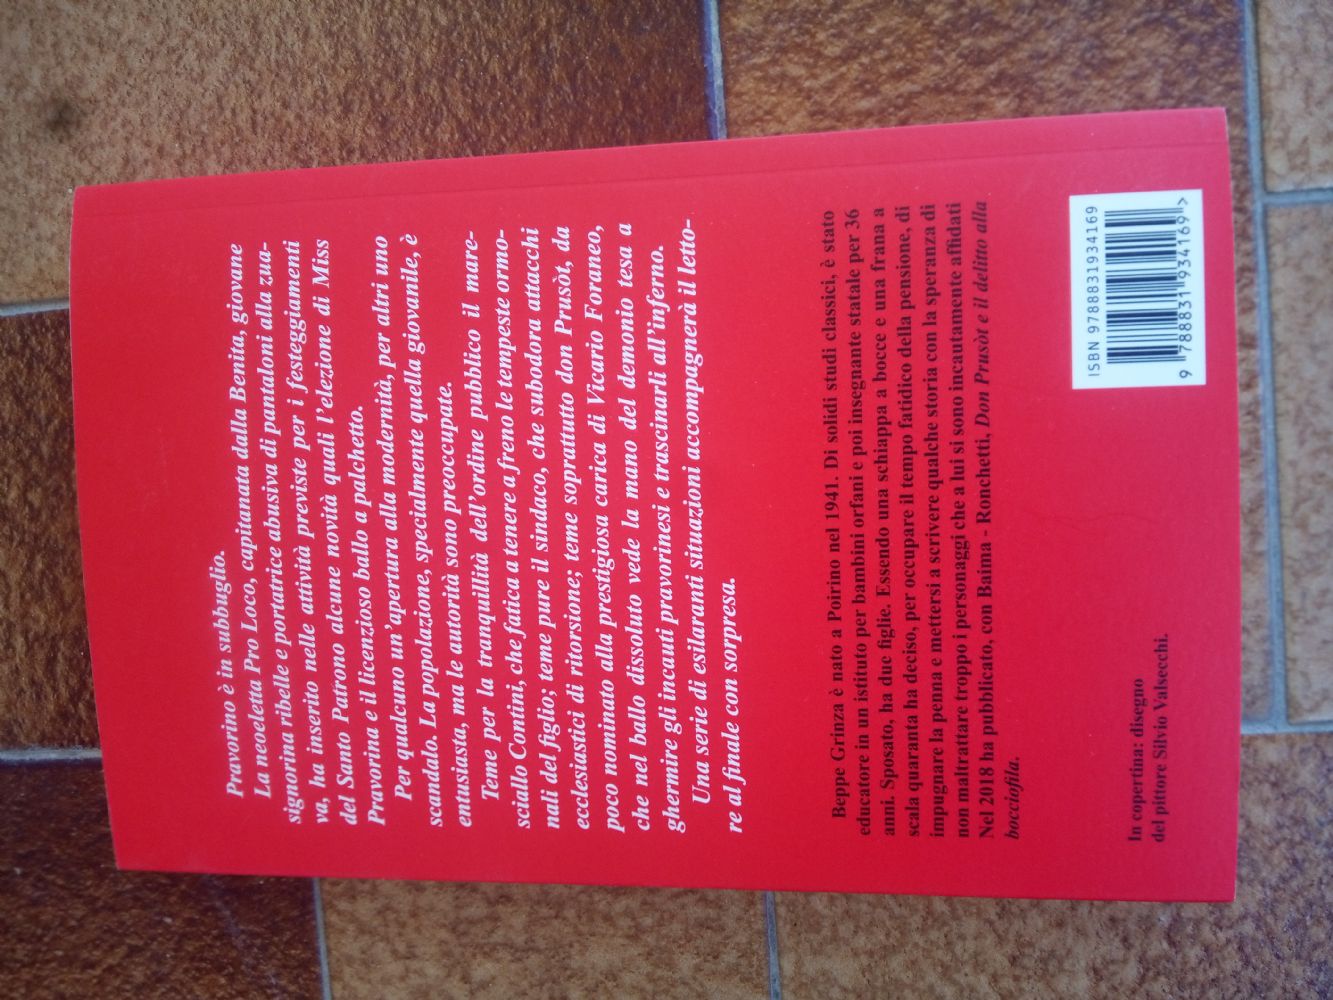 Pravorino è in subbuglio.
La neoeletta Pro Loco, capitanata dalla Benita, giovane
signorina ribelle e portatrice abusiva di pantaloni alla zua-
va, ha inserito nelle attività previste per i festeggiamenti
del Santo Patrono alcune novità quali l'elezione di Miss
Pravorina e il licenzioso ballo a palchetto.
Per qualcuno un'apertura alla modernità, per altri uno
scandalo. La popolazione, specialmente quella giovanile, è
entusiasta, ma le autorità sono preoccupate.
Teme per la tranquillità dell'ordine pubblico il mare-
sciallo Contini, che fatica a tenere a freno le tempeste ormo-
nali del figlio; teme pure il sindaco, che subodora attacchi
ecclesiastici di ritorsione; teme soprattutto don Prusòt, da
poco nominato alla prestigiosa carica di Vicario Foraneo,
che nel ballo dissoluto vede la mano del demonio tesa a
ghermire gli incauti pravorinesi e trascinarli all'inferno.
Una serie di esilaranti situazioni accompagnerà il letto-
re al finale con sorpresa.
Beppe Grinza è nato a Poirino nel 1941. Di solidi studi classici, è stato
educatore in un istituto per bambini orfani e poi insegnante statale per 36
anni. Sposato, ha due figlie. Essendo una schiappa a bocce e una frana a
scala quaranta ha deciso, per occupare il tempo fatidico della pensione, di
impugnare la penna e mettersi a scrivere qualche storia con la speranza di
non maltrattare troppo i personaggi che a lui si sono incautamente affidati
Nel 2018 ha pubblicato, con Baima - Ronchetti, Don Prusòt e il delitto alla
bocciofila.
In copertina: disegno
del pittore Silvio Valsecchi.
ISBN 9788831934169
9 788831 934169 >